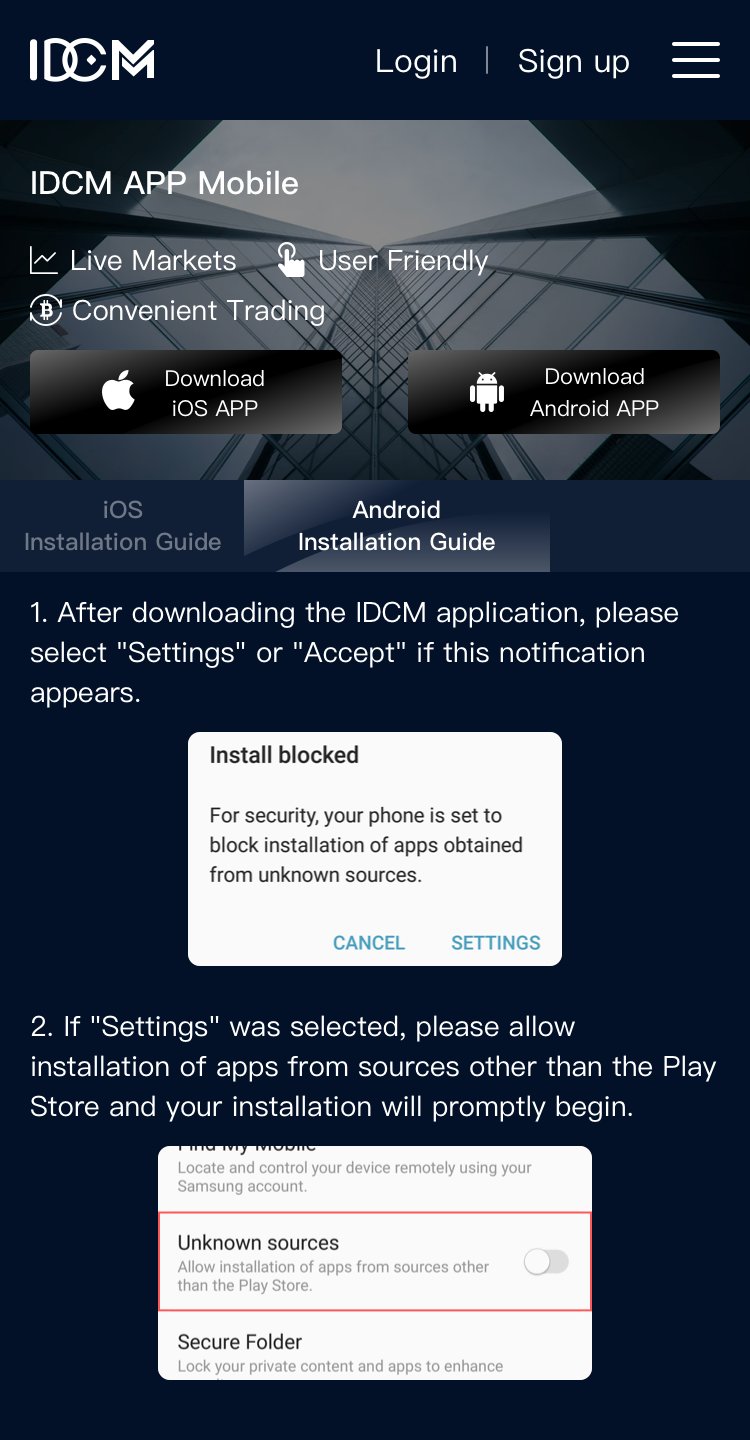 IDCM
Login | Sign up
IDCM APP Mobile
Live Markets User Friendly
Convenient Trading
Download
iOS APP
Download
Android APP
iOS
Installation Guide
Android
Installation Guide
1. After downloading the IDCM application, please
select "Settings" or "Accept" if this notification
appears.
Install blocked
For security, your phone is set to
block installation of apps obtained
from unknown sources.
CANCEL SETTINGS
2. If "Settings" was selected, please allow
installation of apps from sources other than the Play
Store and your installation will promptly begin.
Find My Mobile
Locate and control your device remotely using your
Samsung account.
Unknown sources
Allow installation of apps from sources other
than the Play Store.
Secure Folder
Lock your private content and apps to enhance